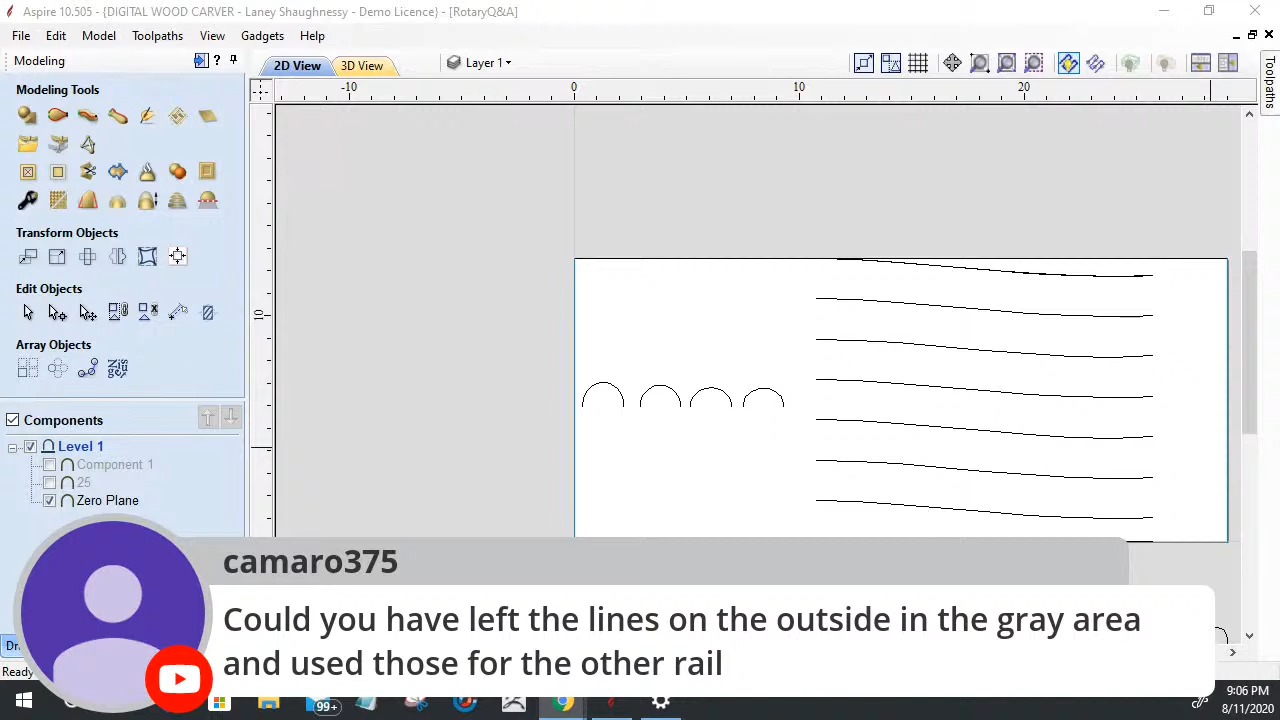 Aspire 10.505 - {DIGITAL WOOD CARVER - Laney Shaughnessy - Demo Licence} - [RotaryQ&A]
File Edit Model Toolpaths View Gadgets Help
Modeling
2D View 3D View Layer 1
Toolpaths
Modeling Tools
-10 0 10 20
10
Transform Objects
Edit Objects
Array Objects
Components
Level 1
Component 1
25
Zero Plane
camaro375
Could you have left the lines on the outside in the gray area
and used those for the other rail
Ready
99+
9:06 PM
8/11/2020